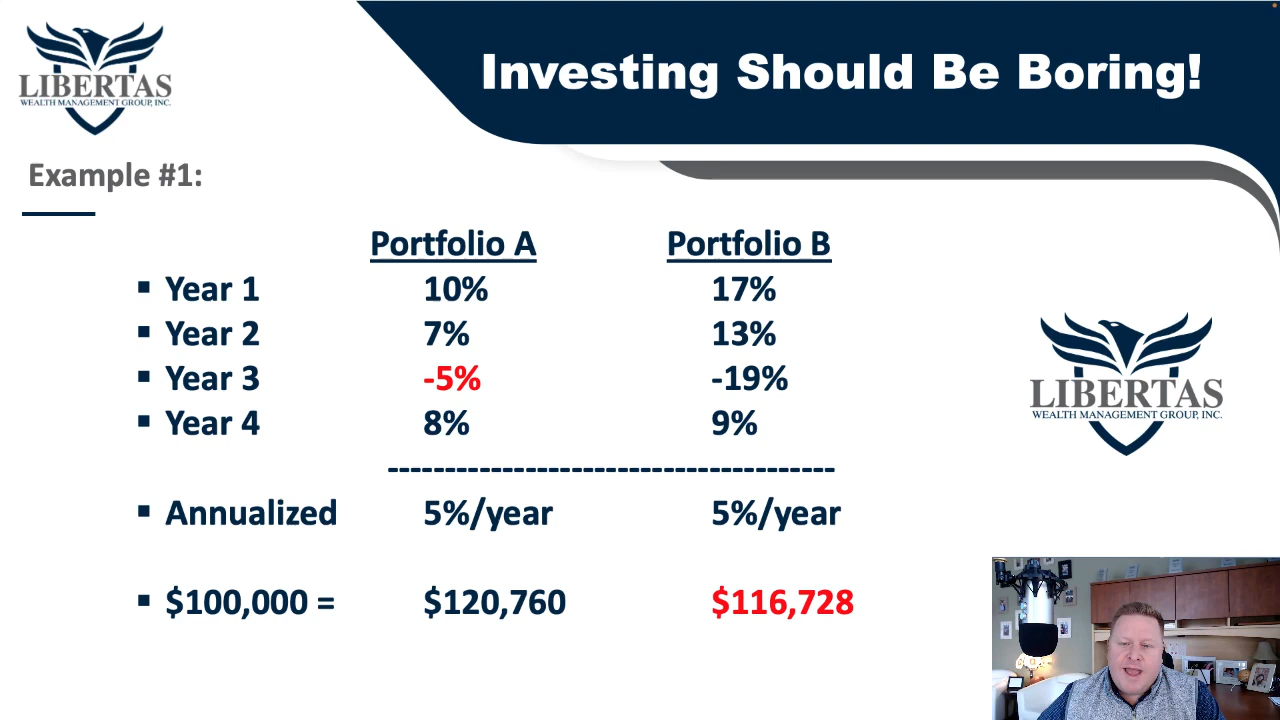 LIBERTAS
WEALTH MANAGEMENT GROUP, INC.
Investing Should Be Boring!
Example #1:
Portfolio A Portfolio B
▪ Year 1 10% 17%
▪ Year 2 7% 13%
▪ Year 3 -5% -19%
▪ Year 4 8% 9%
---------------------------------------
▪ Annualized 5%/year 5%/year
▪ $100,000 = $120,760 $116,728
LIBERTAS
WEALTH MANAGEMENT GROUP, INC.